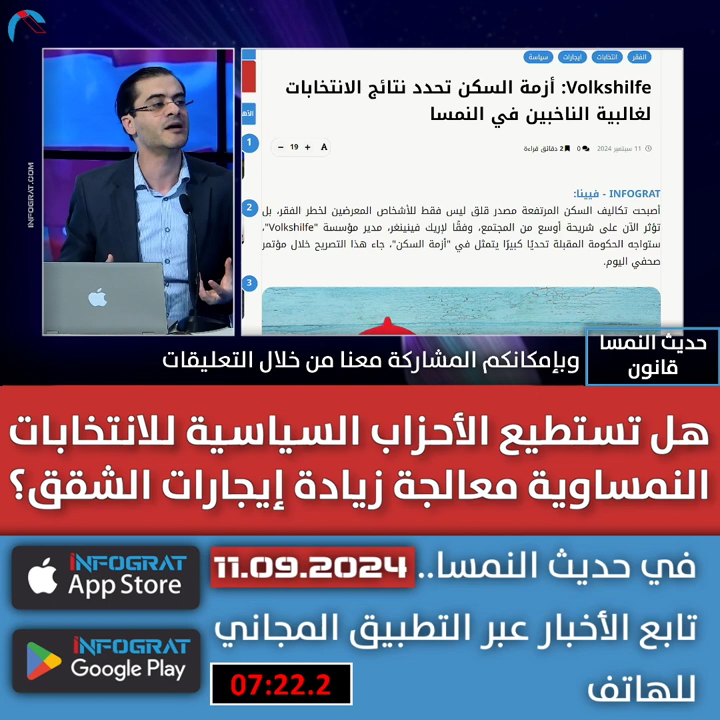 الفقر
انتخابات
ايجارات
سياسة
Volkshilfe: أزمة السكن تحدد نتائج الانتخابات
لغالبية الناخبين في النمسا
11 سبتمبر 2024
0
2 دقائق قراءة
A + 19 −
1
2
3
INFOGRAT - فيينا:
أصبحت تكاليف السكن المرتفعة مصدر قلق ليس فقط للأشخاص المعرضين لخطر الفقر، بل
تؤثر الآن على شريحة أوسع من المجتمع، وفقًا لإريك فينينغر، مدير مؤسسة "Volkshilfe"،
ستواجه الحكومة المقبلة تحديًا كبيرًا يتمثل في "أزمة السكن"، جاء هذا التصريح خلال مؤتمر
صحفي اليوم.
INFOGRAT.COM
حديث النمسا
قانون
وبإمكانكم المشاركة معنا من خلال التعليقات
هل تستطيع الأحزاب السياسية للانتخابات
النمساوية معالجة زيادة إيجارات الشقق؟
في حديث النمسا.. 11.09.2024
تابع الأخبار عبر التطبيق المجاني
للهاتف
INFOGRAT
App Store
INFOGRAT
Google Play
07:22.2